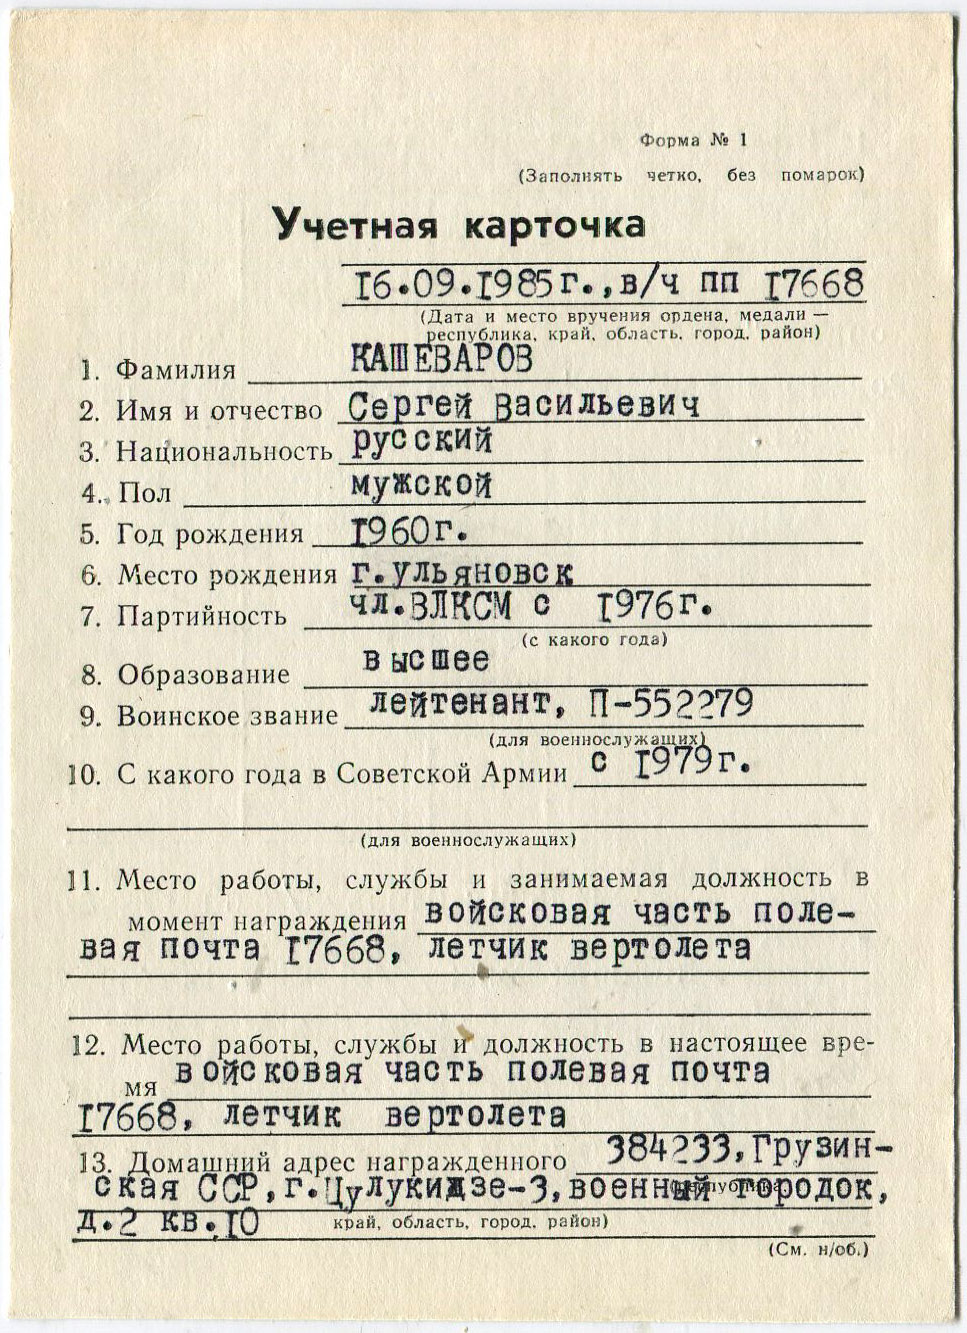 Форма № 1
(Заполнять четко, без помарок)
Учетная карточка
16.09.1985г.,в/ч пп 17668
(Дата и место вручения ордена, медали —
республика, край, область, город, район)
1. Фамилия КАШЕВАРОВ
2. Имя и отчество Сергей Васильевич
3. Национальность русский
4. Пол мужской
5. Год рождения 1960г.
6. Место рождения г.Ульяновск
7. Партийность чл.ВЛКСМ с 1976г.
(с какого года)
8. Образование высшее
9. Воинское звание лейтенант, П-552279
(для военнослужащих)
10. С какого года в Советской Армии с 1979г.
(для военнослужащих)
11. Место работы, службы и занимаемая должность в
момент награждения войсковая часть поле-
вая почта 17668, летчик вертолета
12. Место работы, службы и должность в настоящее вре-
мя войсковая часть полевая почта
17668, летчик вертолета
13. Домашний адрес награжденного 384233,Грузин-
(республика,
ская ССР,г.Цулукидзе-3,военный городок,
д.2 кв.10 край, область, город, район)
(См. н/об.)